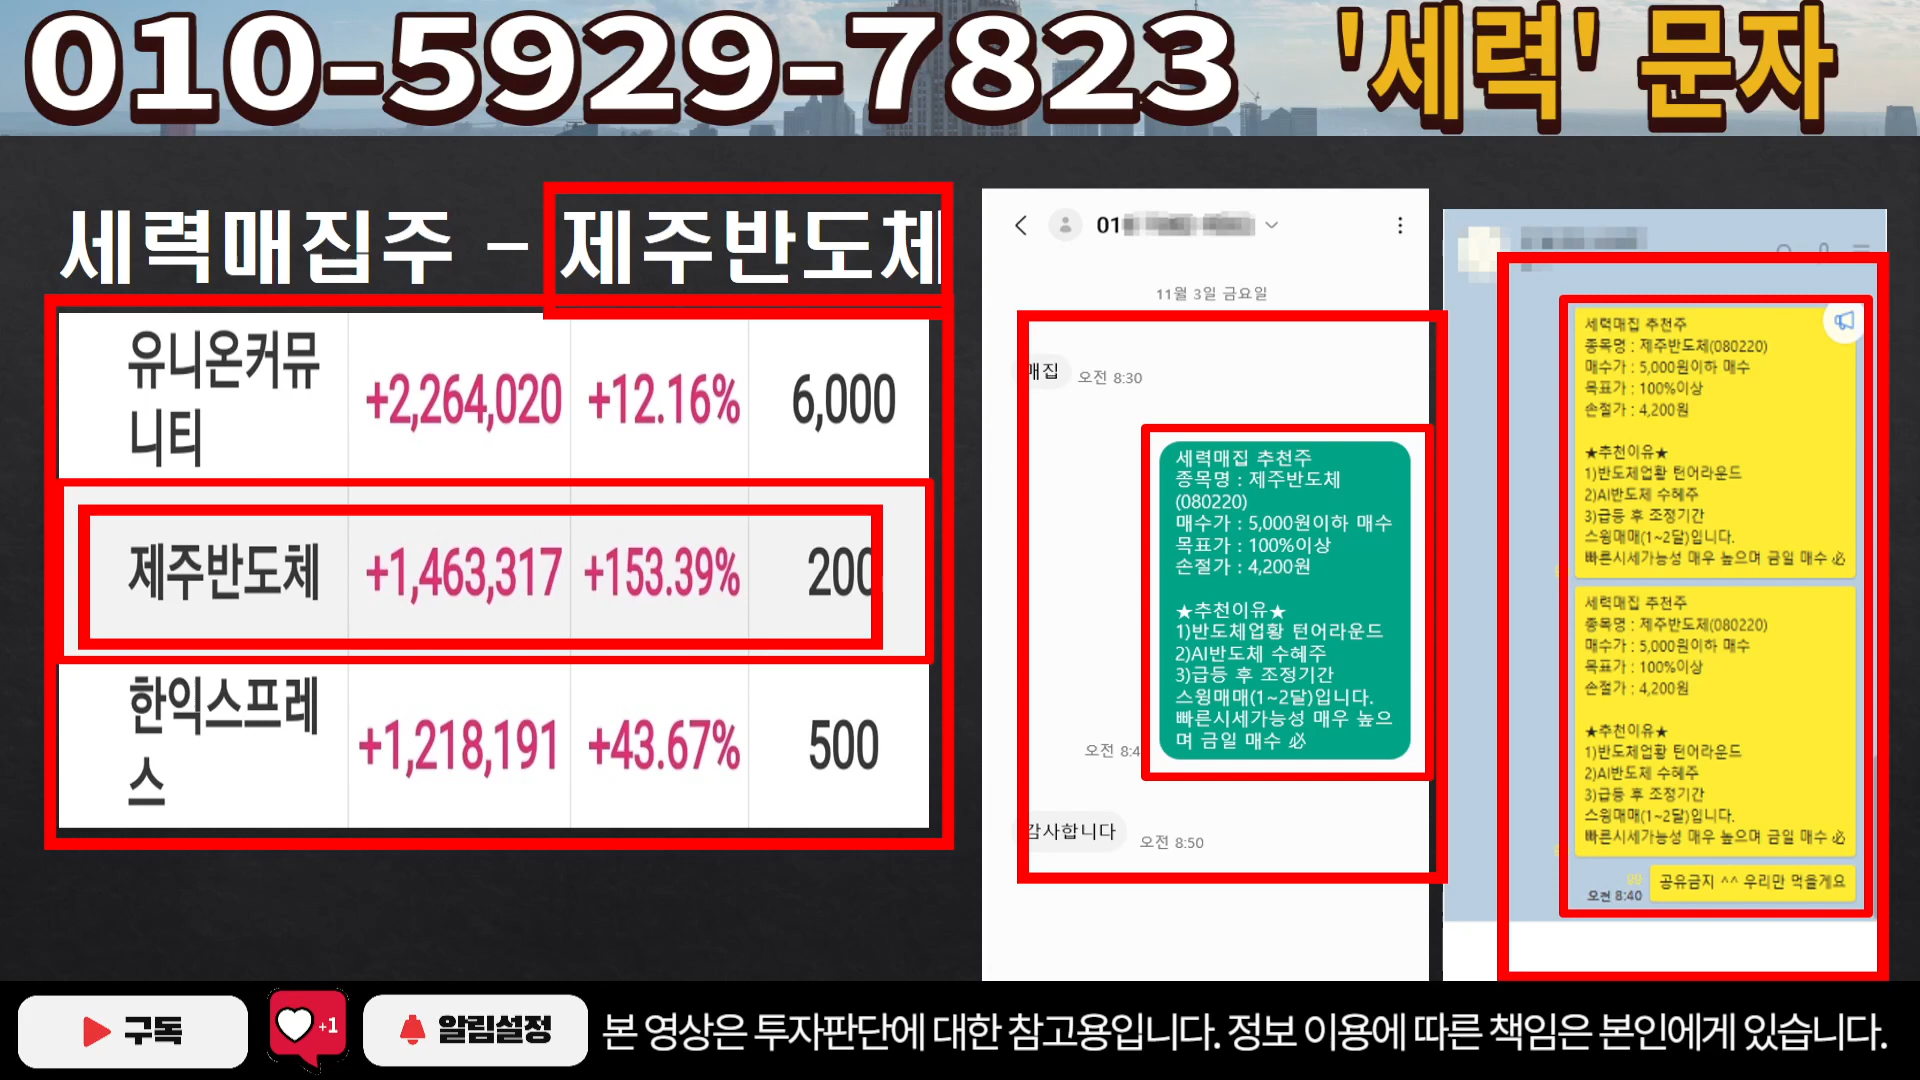 010-5929-7823 '세력' 문자
세력매집주 - 제주반도체
유니온커뮤
니티
+2,264,020 +12.16% 6,000
제주반도체 +1,463,317 +153.39% 200
한익스프레
스
+1,218,191 +43.67% 500
01
11월 3일 금요일
매집 오전 8:30
세력매집 추천주
종목명 : 제주반도체
(080220)
매수가 : 5,000원이하 매수
목표가 : 100%이상
손절가 : 4,200원
★추천이유★
1)반도체업황 턴어라운드
2)AI반도체 수혜주
3)급등 후 조정기간
스윙매매(1~2달)입니다.
빠른시세가능성 매우 높으
며 금일 매수 必
오전 8:4
감사합니다 오전 8:50
세력매집 추천주
종목명 : 제주반도체(080220)
매수가 : 5,000원이하 매수
목표가 : 100%이상
손절가 : 4,200원
★추천이유★
1)반도체업황 턴어라운드
2)AI반도체 수혜주
3)급등 후 조정기간
스윙매매(1~2달)입니다.
빠른시세가능성 매우 높으며 금일 매수 必
세력매집 추천주
종목명 : 제주반도체(080220)
매수가 : 5,000원이하 매수
목표가 : 100%이상
손절가 : 4,200원
★추천이유★
1)반도체업황 턴어라운드
2)AI반도체 수혜주
3)급등 후 조정기간
스윙매매(1~2달)입니다.
빠른시세가능성 매우 높으며 금일 매수 必
오전 8:40 공유금지 ^^ 우리만 먹을게요
구독 +1 알림설정 본 영상은 투자판단에 대한 참고용입니다. 정보 이용에 따른 책임은 본인에게 있습니다.